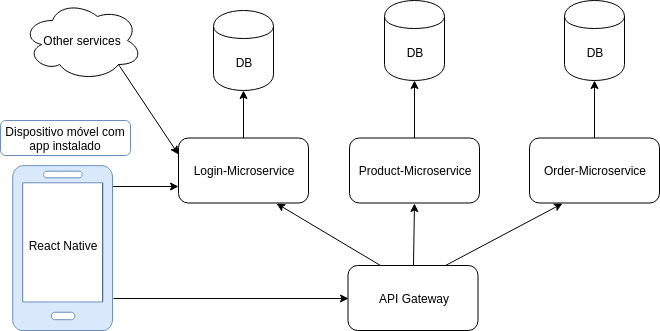 Other services
DB
DB
DB
Dispositivo móvel com
app instalado
Login-Microservice
Product-Microservice
Order-Microservice
React Native
API Gateway